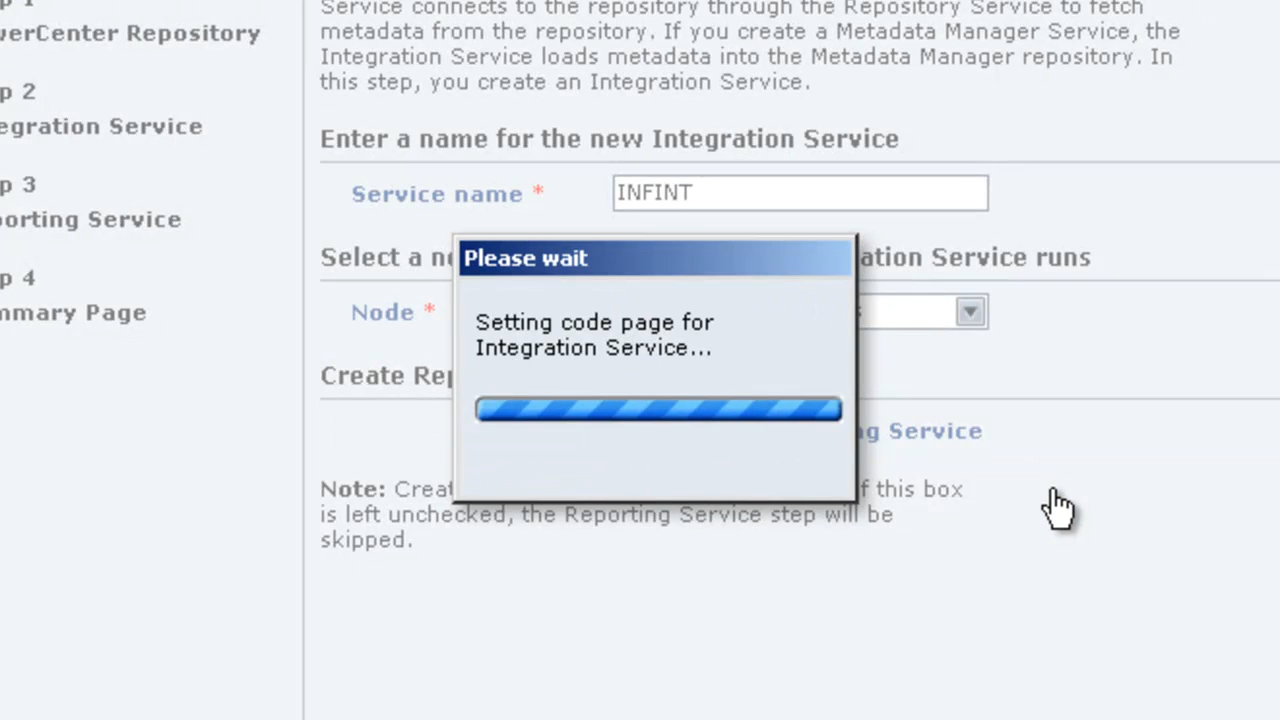 p 1
verCenter Repository
p 2
egration Service
p 3
orting Service
p 4
mmary Page
Service connects to the repository through the Repository Service to fetch
metadata from the repository. If you create a Metadata Manager Service, the
Integration Service loads metadata into the Metadata Manager repository. In
this step, you create an Integration Service.
Enter a name for the new Integration Service
Service name *
INFINT
Select a no
ation Service runs
Node *
Create Rep
ng Service
Note: Creat
f this box
is left unchecked, the Reporting Service step will be
skipped.
Please wait
Setting code page for
Integration Service...